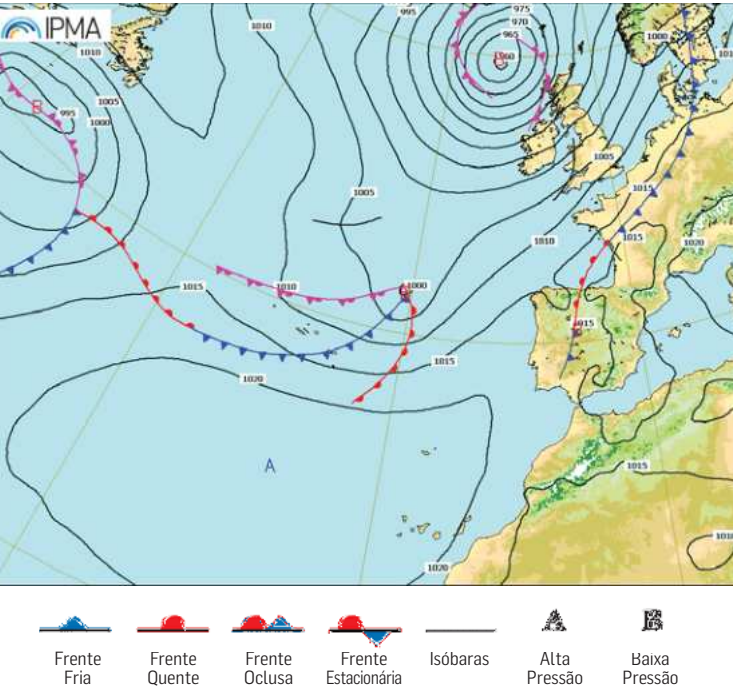 IPMA
995
975
970
965
960
1010
1010
1000
1005
995
1000
B
1005
1005
1015
1015
1020
1010
1015
1010
1000
1015
1015
1020
A
1015
1020
Frente
Fria
Frente
Quente
Frente
Oclusa
Frente
Estacionária
Isóbaras
A
Alta
Pressão
B
Baixa
Pressão